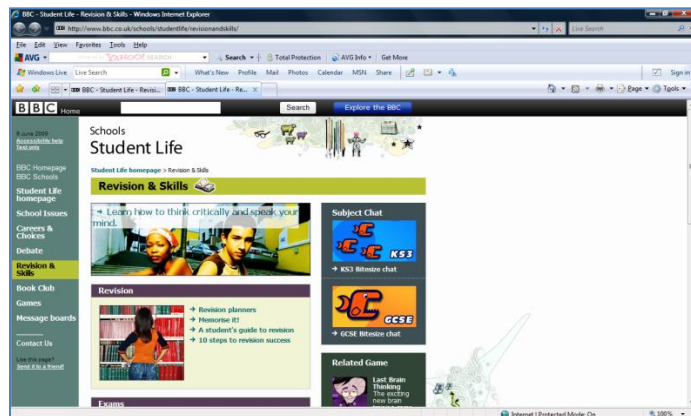 BBC - Student Life - Revision & Skills - Windows Internet Explorer
http://www.bbc.co.uk/schools/studentlife/revisionandskills/
Live Search
File Edit View Favorites Tools Help
AVG YAHOO! SEARCH Search Total Protection AVG Info Get More
Windows Live Live Search What's New Profile Mail Photos Calendar MSN Share Sign in
BBC - Student Life - Revisi... BBC - Student Life - Re... Page Tools
BBC Home Search Explore the BBC
9 June 2009
Accessibility help
Text only
BBC Homepage
BBC Schools
Student Life homepage
School Issues
Careers & Choices
Debate
Revision & Skills
Book Club
Games
Message boards
Contact Us
Like this page?
Send it to a friend!
Schools
Student Life
Student Life homepage > Revision & Skills
Revision & Skills
→ Learn how to think critically and speak your
mind.
Revision
→ Revision planners
→ Memorise it!
→ A student's guide to revision
→ 10 steps to revision success
Exams
Subject Chat
KS3
→ KS3 Bitesize chat
GCSE
→ GCSE Bitesize chat
Related Game
Last Brain
Thinking
The exciting
new brain
Internet | Protected Mode: On 100%